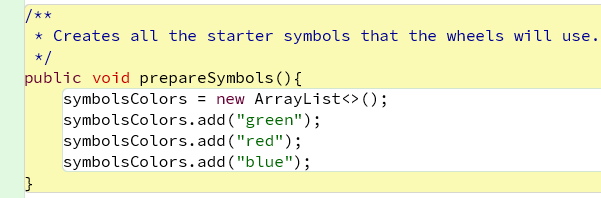 /**
 * Creates all the starter symbols that the wheels will use.
 */
public void prepareSymbols(){
    symbolsColors = new ArrayList<>();
    symbolsColors.add("green");
    symbolsColors.add("red");
    symbolsColors.add("blue");
}